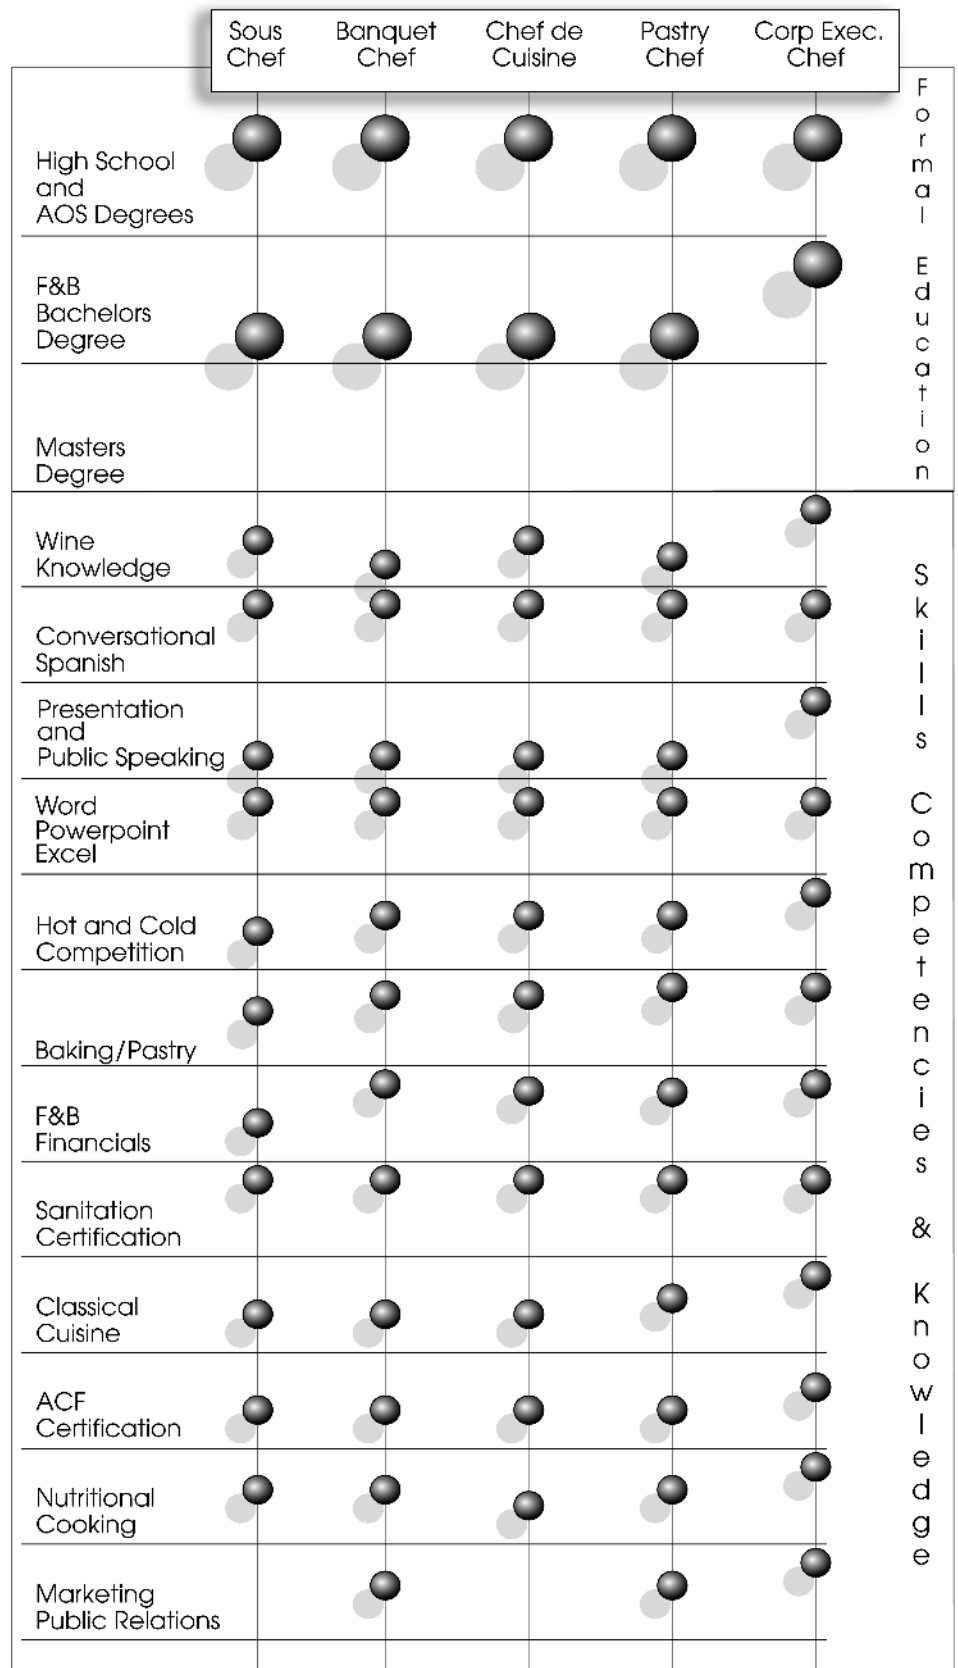 Sous
Chef
Banquet
Chef
Chef de
Cuisine
Pastry
Chef
Corp Exec.
Chef
Formal Education
High School
and
AOS Degrees
F&B
Bachelors
Degree
Masters
Degree
Skills Competencies & Knowledge
Wine
Knowledge
Conversational
Spanish
Presentation
and
Public Speaking
Word
Powerpoint
Excel
Hot and Cold
Competition
Baking/Pastry
F&B
Financials
Sanitation
Certification
Classical
Cuisine
ACF
Certification
Nutritional
Cooking
Marketing
Public Relations